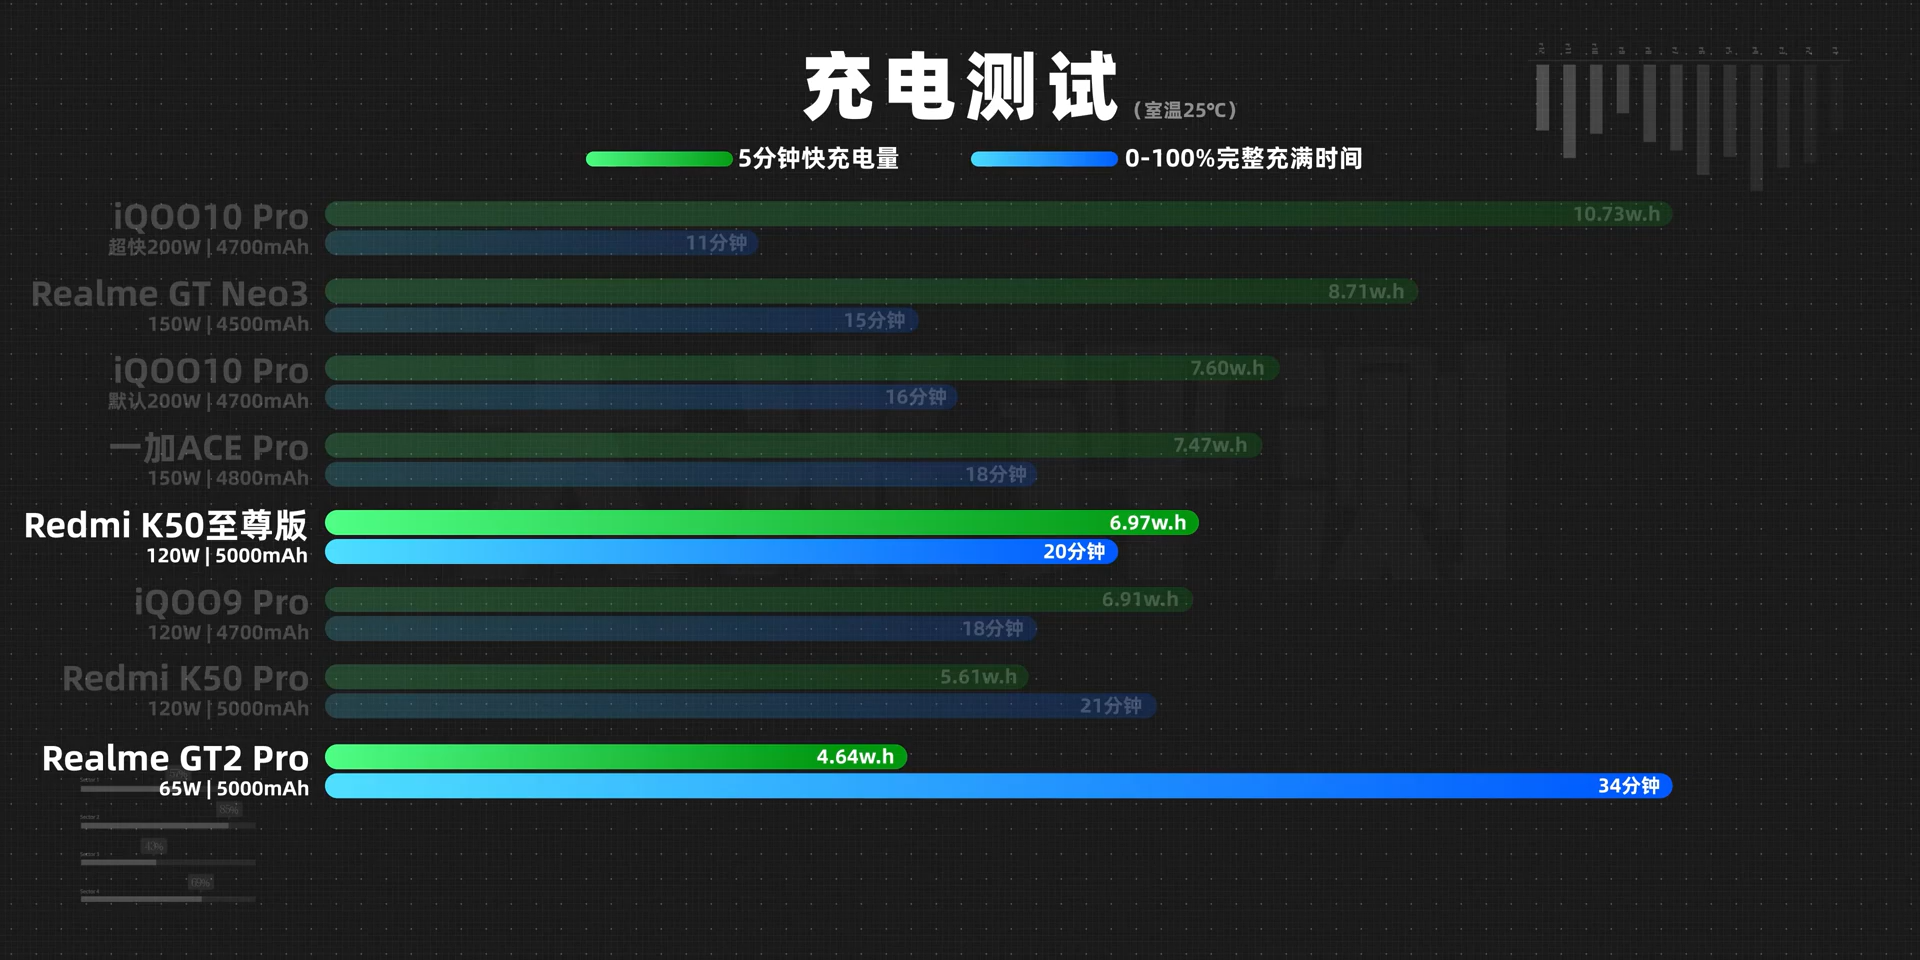 充电测试 (室温25℃)
5分钟快充电量 0-100%完整充满时间
iQOO10 Pro 10.73w.h
超快200W | 4700mAh 11分钟
Realme GT Neo3 8.71w.h
150W | 4500mAh 15分钟
iQOO10 Pro 7.60w.h
默认200W | 4700mAh 16分钟
一加ACE Pro 7.47w.h
150W | 4800mAh 18分钟
Redmi K50至尊版 6.97w.h
120W | 5000mAh 20分钟
iQOO9 Pro 6.91w.h
120W | 4700mAh 18分钟
Redmi K50 Pro 5.61w.h
120W | 5000mAh 21分钟
Realme GT2 Pro 4.64w.h
65W | 5000mAh 34分钟